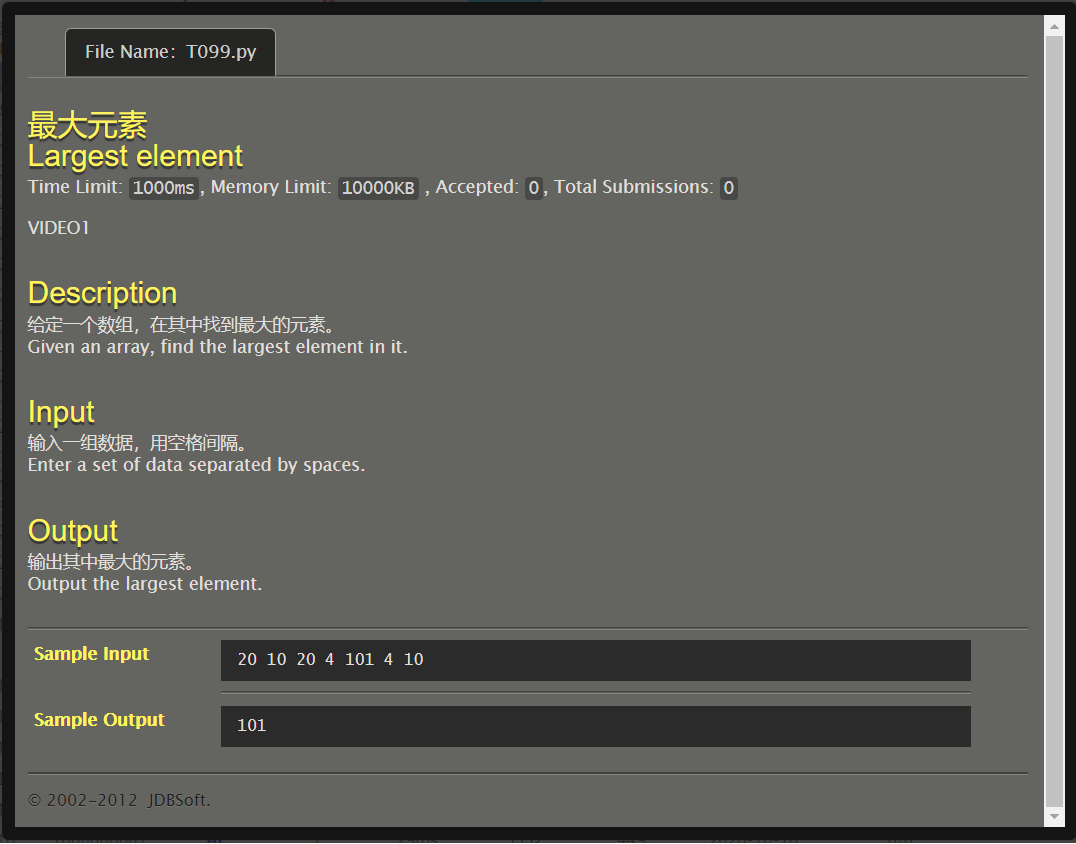 File Name: T099.py
最大元素
Largest element
Time Limit: 1000ms, Memory Limit: 10000KB , Accepted: 0, Total Submissions: 0
VIDEO1
Description
给定一个数组，在其中找到最大的元素。
Given an array, find the largest element in it.
Input
输入一组数据，用空格间隔。
Enter a set of data separated by spaces.
Output
输出其中最大的元素。
Output the largest element.
Sample Input
20 10 20 4 101 4 10
Sample Output
101
© 2002-2012 JDBSoft.